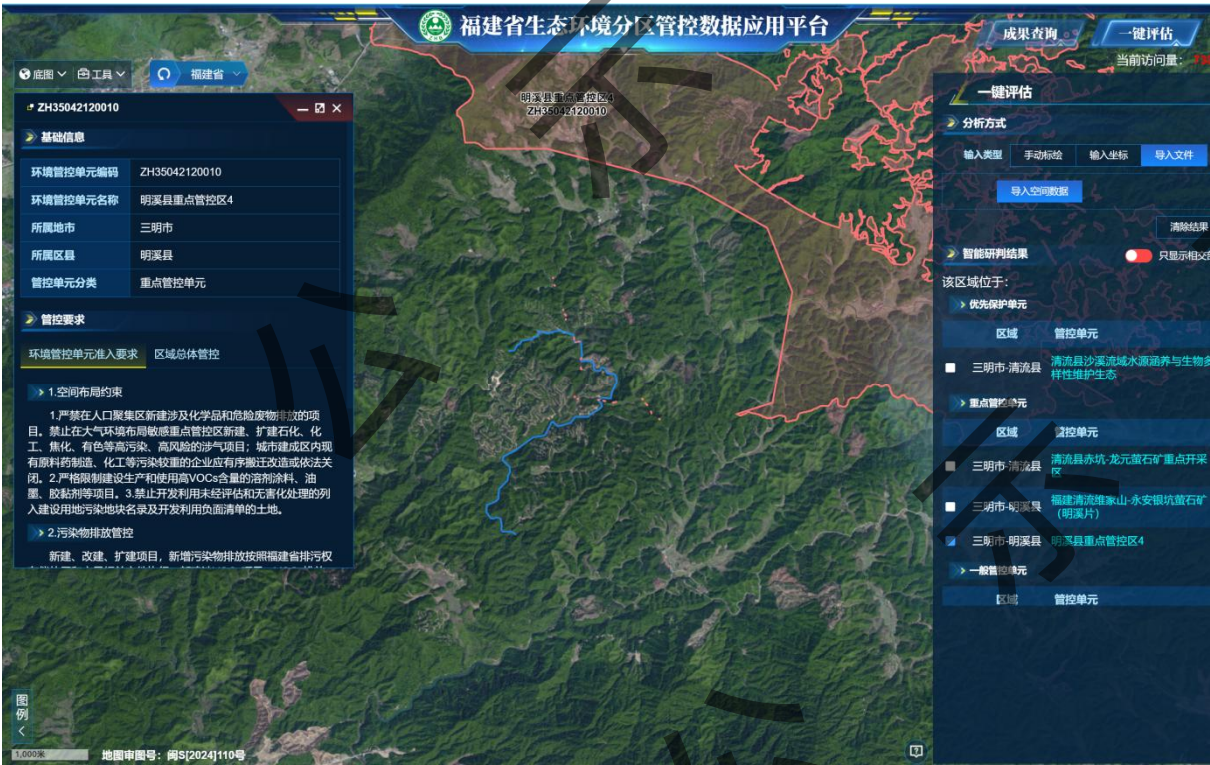 福建省生态环境分区管控数据应用平台
成果查询
一键评估
当前访问量：
底图
工具
福建省
明溪县重点管控区4
ZH35042120010
ZH35042120010
基础信息
环境管控单元编码 ZH35042120010
环境管控单元名称 明溪县重点管控区4
所属地市 三明市
所属区县 明溪县
管控单元分类 重点管控单元
管控要求
环境管控单元准入要求 区域总体管控
1.空间布局约束
1.严禁在人口聚集区新建涉及化学品和危险废物排放的项
目。禁止在大气环境布局敏感重点管控区新建、扩建石化、化
工、焦化、有色等高污染、高风险的涉气项目；城市建成区内现
有原料药制造、化工等污染较重的企业应有序搬迁改造或依法关
闭。2.严格限制建设生产和使用高VOCs含量的溶剂涂料、油
墨、胶黏剂等项目。3.禁止开发利用未经评估和无害化处理的列
入建设用地污染地块名录及开发利用负面清单的土地。
2.污染物排放管控
新建、改建、扩建项目，新增污染物排放按照福建省排污权
一键评估
分析方式
输入类型 手动标绘 输入坐标 导入文件
导入空间数据
清除结果
智能研判结果
只显示相交
该区域位于：
优先保护单元
区域 管控单元
三明市-清流县 清流县沙溪流域水源涵养与生物多
样性维护生态
重点管控单元
区域 管控单元
三明市-清流县 清流县赤坑-龙元萤石矿重点开采
区
三明市-明溪县 福建清流维家山-永安银坑萤石矿
（明溪片）
三明市-明溪县 明溪县重点管控区4
一般管控单元
区域 管控单元
图
例
1,000米
地图审图号：闽S[2024]110号